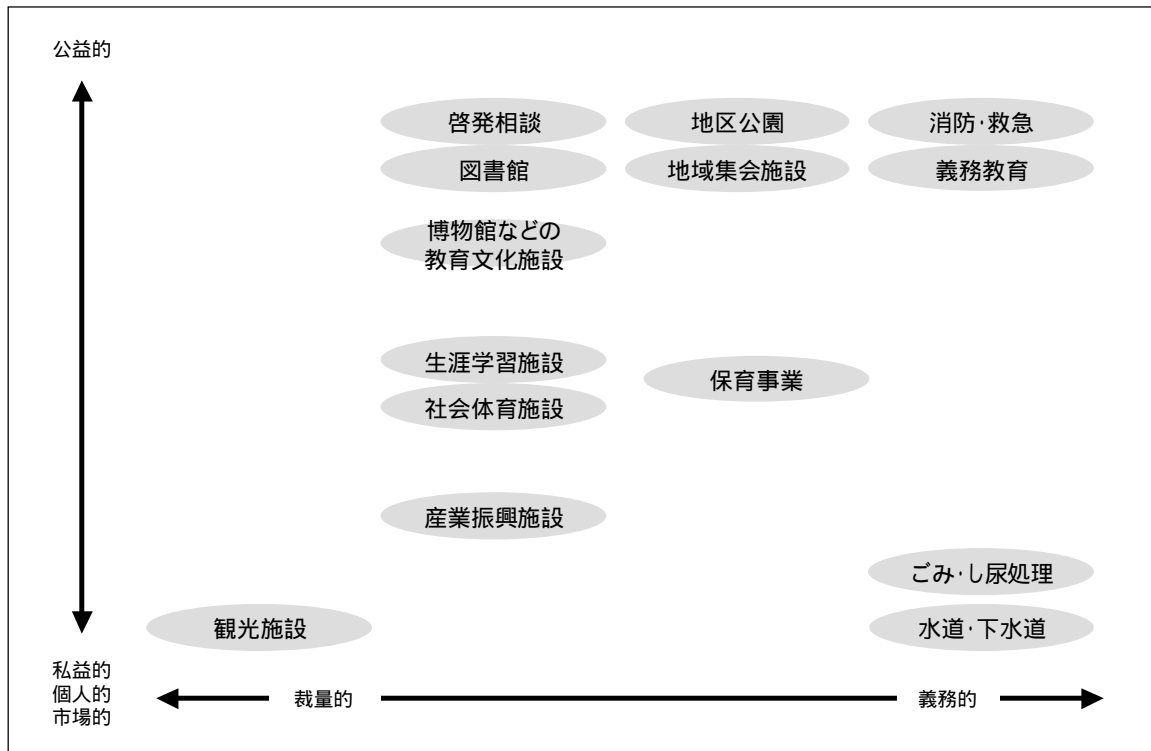 公益的
啓発相談
地区公園
消防・救急
図書館
地域集会施設
義務教育
博物館などの
教育文化施設
生涯学習施設
保育事業
社会体育施設
産業振興施設
ごみ・し尿処理
観光施設
水道・下水道
私益的
個人的
市場的
裁量的
義務的